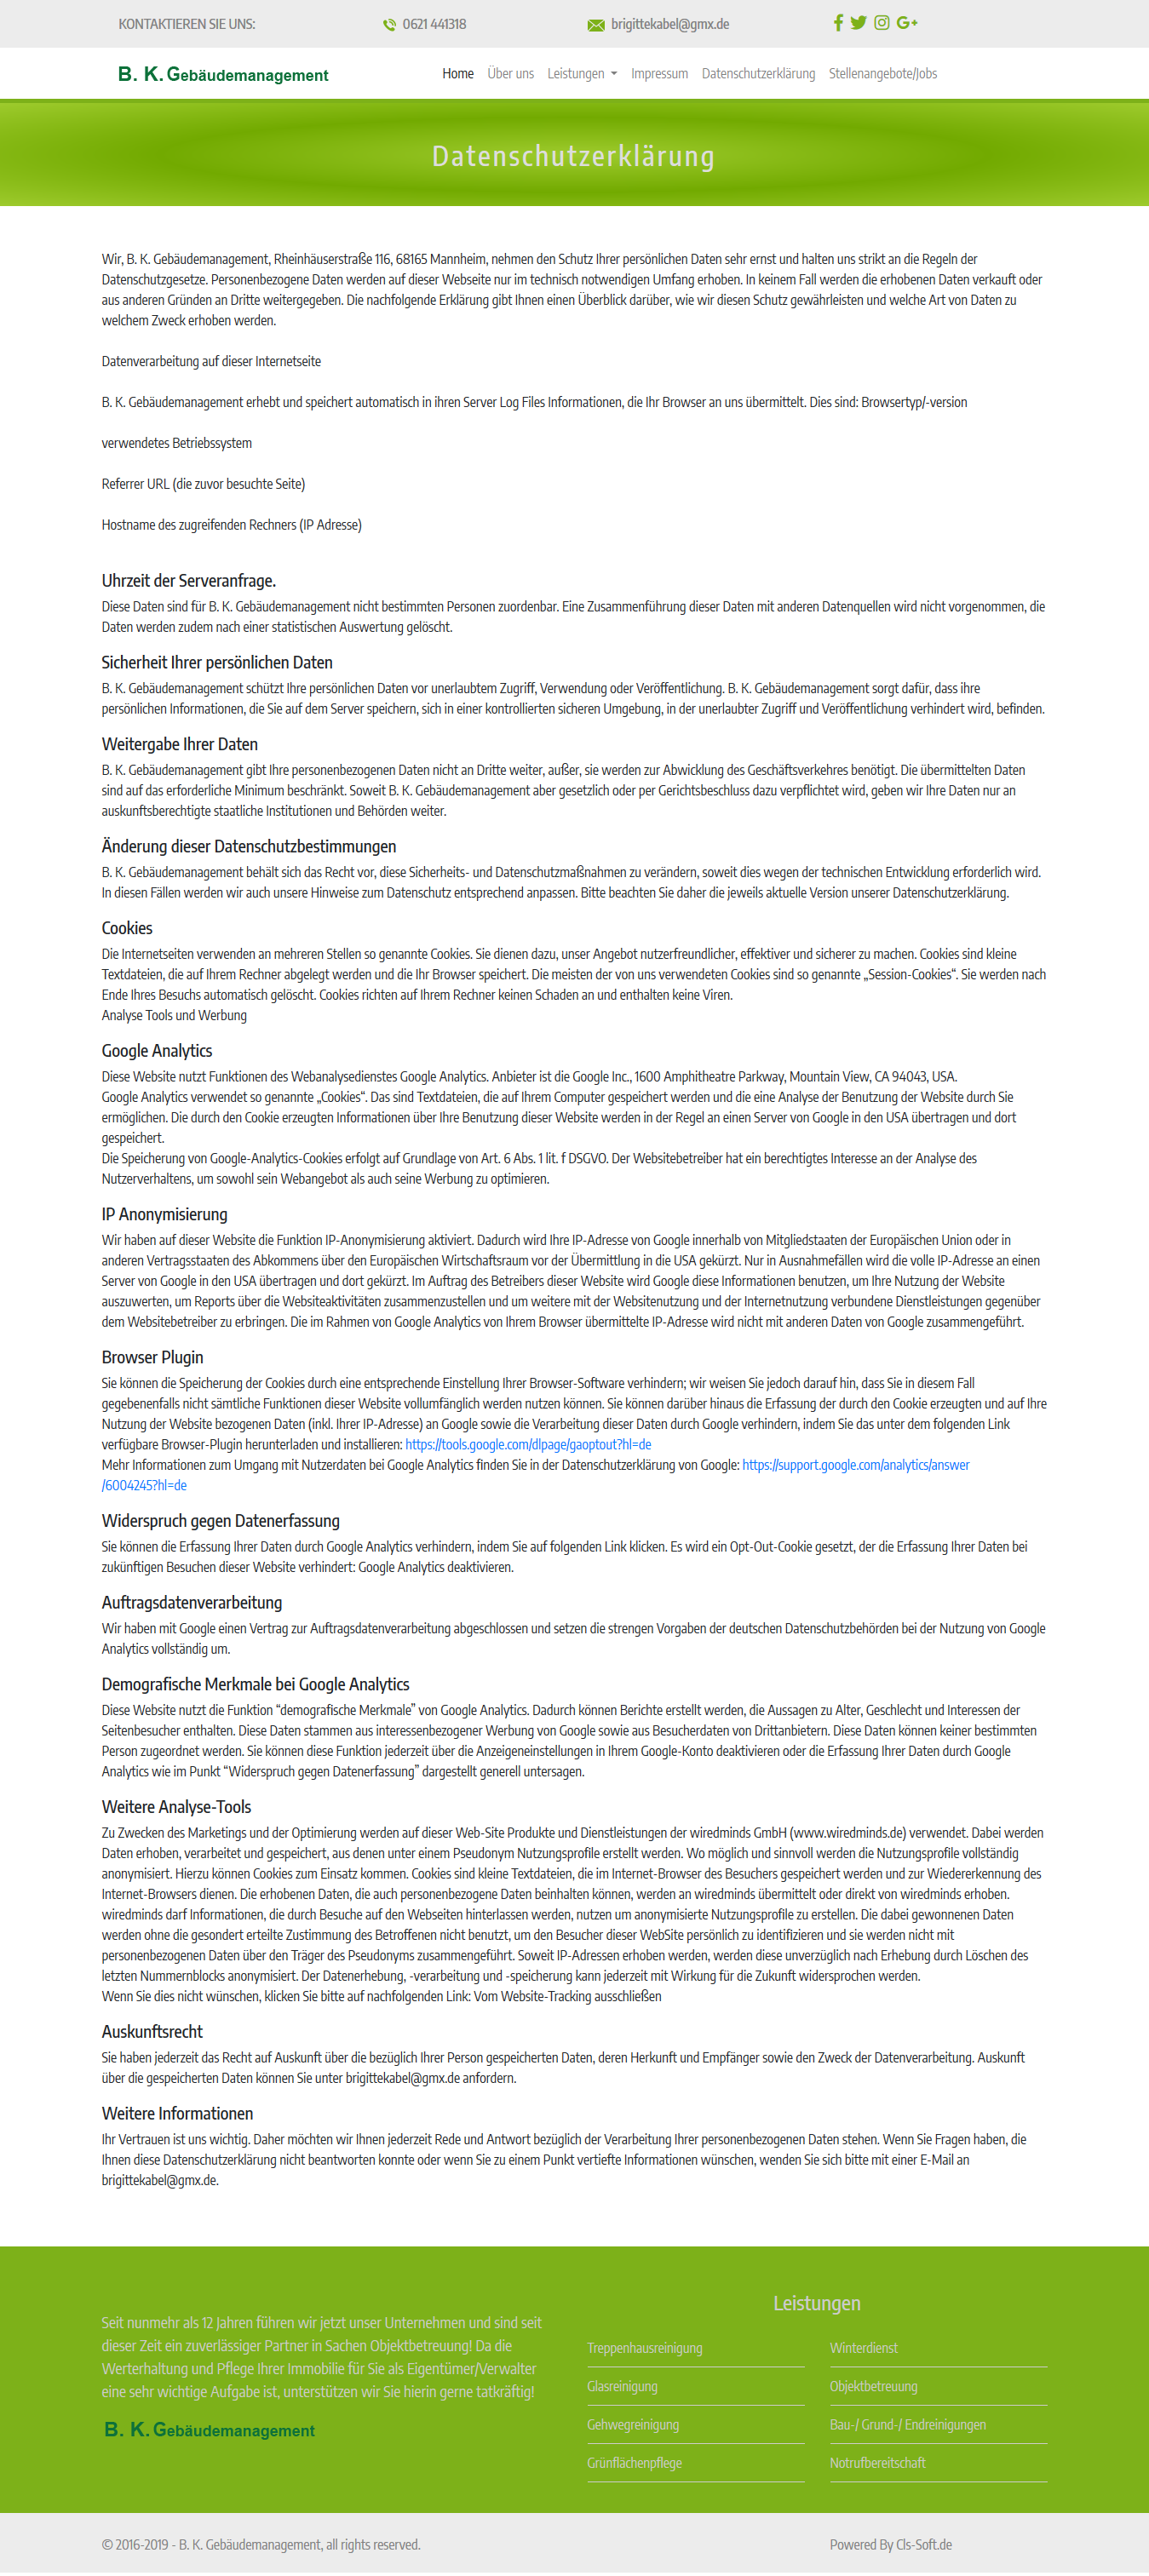 KONTAKTIEREN SIE UNS:
0621 441318
brigittekabel@gmx.de
B. K. Gebäudemanagement
Home Über uns Leistungen Impressum Datenschutzerklärung Stellenangebote/Jobs
Datenschutzerklärung
Wir, B. K. Gebäudemanagement, Rheinhäuserstraße 116, 68165 Mannheim, nehmen den Schutz Ihrer persönlichen Daten sehr ernst und halten uns strikt an die Regeln der
Datenschutzgesetze. Personenbezogene Daten werden auf dieser Webseite nur im technisch notwendigen Umfang erhoben. In keinem Fall werden die erhobenen Daten verkauft oder
aus anderen Gründen an Dritte weitergegeben. Die nachfolgende Erklärung gibt Ihnen einen Überblick darüber, wie wir diesen Schutz gewährleisten und welche Art von Daten zu
welchem Zweck erhoben werden.
Datenverarbeitung auf dieser Internetseite
B. K. Gebäudemanagement erhebt und speichert automatisch in ihren Server Log Files Informationen, die Ihr Browser an uns übermittelt. Dies sind: Browsertyp/-version
verwendetes Betriebssystem
Referrer URL (die zuvor besuchte Seite)
Hostname des zugreifenden Rechners (IP Adresse)
Uhrzeit der Serveranfrage.
Diese Daten sind für B. K. Gebäudemanagement nicht bestimmten Personen zuordenbar. Eine Zusammenführung dieser Daten mit anderen Datenquellen wird nicht vorgenommen, die
Daten werden zudem nach einer statistischen Auswertung gelöscht.
Sicherheit Ihrer persönlichen Daten
B. K. Gebäudemanagement schützt Ihre persönlichen Daten vor unerlaubtem Zugriff, Verwendung oder Veröffentlichung. B. K. Gebäudemanagement sorgt dafür, dass ihre
persönlichen Informationen, die Sie auf dem Server speichern, sich in einer kontrollierten sicheren Umgebung, in der unerlaubter Zugriff und Veröffentlichung verhindert wird, befinden.
Weitergabe Ihrer Daten
B. K. Gebäudemanagement gibt Ihre personenbezogenen Daten nicht an Dritte weiter, außer, sie werden zur Abwicklung des Geschäftsverkehres benötigt. Die übermittelten Daten
sind auf das erforderliche Minimum beschränkt. Soweit B. K. Gebäudemanagement aber gesetzlich oder per Gerichtsbeschluss dazu verpflichtet wird, geben wir Ihre Daten nur an
auskunftsberechtigte staatliche Institutionen und Behörden weiter.
Änderung dieser Datenschutzbestimmungen
B. K. Gebäudemanagement behält sich das Recht vor, diese Sicherheits- und Datenschutzmaßnahmen zu verändern, soweit dies wegen der technischen Entwicklung erforderlich wird.
In diesen Fällen werden wir auch unsere Hinweise zum Datenschutz entsprechend anpassen. Bitte beachten Sie daher die jeweils aktuelle Version unserer Datenschutzerklärung.
Cookies
Die Internetseiten verwenden an mehreren Stellen so genannte Cookies. Sie dienen dazu, unser Angebot nutzerfreundlicher, effektiver und sicherer zu machen. Cookies sind kleine
Textdateien, die auf Ihrem Rechner abgelegt werden und die Ihr Browser speichert. Die meisten der von uns verwendeten Cookies sind so genannte „Session-Cookies“. Sie werden nach
Ende Ihres Besuchs automatisch gelöscht. Cookies richten auf Ihrem Rechner keinen Schaden an und enthalten keine Viren.
Analyse Tools und Werbung
Google Analytics
Diese Website nutzt Funktionen des Webanalysedienstes Google Analytics. Anbieter ist die Google Inc., 1600 Amphitheatre Parkway, Mountain View, CA 94043, USA.
Google Analytics verwendet so genannte „Cookies“. Das sind Textdateien, die auf Ihrem Computer gespeichert werden und die eine Analyse der Benutzung der Website durch Sie
ermöglichen. Die durch den Cookie erzeugten Informationen über Ihre Benutzung dieser Website werden in der Regel an einen Server von Google in den USA übertragen und dort
gespeichert.
Die Speicherung von Google-Analytics-Cookies erfolgt auf Grundlage von Art. 6 Abs. 1 lit. f DSGVO. Der Websitebetreiber hat ein berechtigtes Interesse an der Analyse des
Nutzerverhaltens, um sowohl sein Webangebot als auch seine Werbung zu optimieren.
IP Anonymisierung
Wir haben auf dieser Website die Funktion IP-Anonymisierung aktiviert. Dadurch wird Ihre IP-Adresse von Google innerhalb von Mitgliedstaaten der Europäischen Union oder in
anderen Vertragsstaaten des Abkommens über den Europäischen Wirtschaftsraum vor der Übermittlung in die USA gekürzt. Nur in Ausnahmefällen wird die volle IP-Adresse an einen
Server von Google in den USA übertragen und dort gekürzt. Im Auftrag des Betreibers dieser Website wird Google diese Informationen benutzen, um Ihre Nutzung der Website
auszuwerten, um Reports über die Websiteaktivitäten zusammenzustellen und um weitere mit der Websitenutzung und der Internetnutzung verbundene Dienstleistungen gegenüber
dem Websitebetreiber zu erbringen. Die im Rahmen von Google Analytics von Ihrem Browser übermittelte IP-Adresse wird nicht mit anderen Daten von Google zusammengeführt.
Browser Plugin
Sie können die Speicherung der Cookies durch eine entsprechende Einstellung Ihrer Browser-Software verhindern; wir weisen Sie jedoch darauf hin, dass Sie in diesem Fall
gegebenenfalls nicht sämtliche Funktionen dieser Website vollumfänglich werden nutzen können. Sie können darüber hinaus die Erfassung der durch den Cookie erzeugten und auf Ihre
Nutzung der Website bezogenen Daten (inkl. Ihrer IP-Adresse) an Google sowie die Verarbeitung dieser Daten durch Google verhindern, indem Sie das unter dem folgenden Link
verfügbare Browser-Plugin herunterladen und installieren: https://tools.google.com/dlpage/gaoptout?hl=de
Mehr Informationen zum Umgang mit Nutzerdaten bei Google Analytics finden Sie in der Datenschutzerklärung von Google: https://support.google.com/analytics/answer
/6004245?hl=de
Widerspruch gegen Datenerfassung
Sie können die Erfassung Ihrer Daten durch Google Analytics verhindern, indem Sie auf folgenden Link klicken. Es wird ein Opt-Out-Cookie gesetzt, der die Erfassung Ihrer Daten bei
zukünftigen Besuchen dieser Website verhindert: Google Analytics deaktivieren.
Auftragsdatenverarbeitung
Wir haben mit Google einen Vertrag zur Auftragsdatenverarbeitung abgeschlossen und setzen die strengen Vorgaben der deutschen Datenschutzbehörden bei der Nutzung von Google
Analytics vollständig um.
Demografische Merkmale bei Google Analytics
Diese Website nutzt die Funktion “demografische Merkmale” von Google Analytics. Dadurch können Berichte erstellt werden, die Aussagen zu Alter, Geschlecht und Interessen der
Seitenbesucher enthalten. Diese Daten stammen aus interessenbezogener Werbung von Google sowie aus Besucherdaten von Drittanbietern. Diese Daten können keiner bestimmten
Person zugeordnet werden. Sie können diese Funktion jederzeit über die Anzeigeneinstellungen in Ihrem Google-Konto deaktivieren oder die Erfassung Ihrer Daten durch Google
Analytics wie im Punkt “Widerspruch gegen Datenerfassung” dargestellt generell untersagen.
Weitere Analyse-Tools
Zu Zwecken des Marketings und der Optimierung werden auf dieser Web-Site Produkte und Dienstleistungen der wiredminds GmbH (www.wiredminds.de) verwendet. Dabei werden
Daten erhoben, verarbeitet und gespeichert, aus denen unter einem Pseudonym Nutzungsprofile erstellt werden. Wo möglich und sinnvoll werden die Nutzungsprofile vollständig
anonymisiert. Hierzu können Cookies zum Einsatz kommen. Cookies sind kleine Textdateien, die im Internet-Browser des Besuchers gespeichert werden und zur Wiedererkennung des
Internet-Browsers dienen. Die erhobenen Daten, die auch personenbezogene Daten beinhalten können, werden an wiredminds übermittelt oder direkt von wiredminds erhoben.
wiredminds darf Informationen, die durch Besuche auf den Webseiten hinterlassen werden, nutzen um anonymisierte Nutzungsprofile zu erstellen. Die dabei gewonnenen Daten
werden ohne die gesondert erteilte Zustimmung des Betroffenen nicht benutzt, um den Besucher dieser WebSite persönlich zu identifizieren und sie werden nicht mit
personenbezogenen Daten über den Träger des Pseudonyms zusammengeführt. Soweit IP-Adressen erhoben werden, werden diese unverzüglich nach Erhebung durch Löschen des
letzten Nummernblocks anonymisiert. Der Datenerhebung, -verarbeitung und -speicherung kann jederzeit mit Wirkung für die Zukunft widersprochen werden.
Wenn Sie dies nicht wünschen, klicken Sie bitte auf nachfolgenden Link: Vom Website-Tracking ausschließen
Auskunftsrecht
Sie haben jederzeit das Recht auf Auskunft über die bezüglich Ihrer Person gespeicherten Daten, deren Herkunft und Empfänger sowie den Zweck der Datenverarbeitung. Auskunft
über die gespeicherten Daten können Sie unter brigittekabel@gmx.de anfordern.
Weitere Informationen
Ihr Vertrauen ist uns wichtig. Daher möchten wir Ihnen jederzeit Rede und Antwort bezüglich der Verarbeitung Ihrer personenbezogenen Daten stehen. Wenn Sie Fragen haben, die
Ihnen diese Datenschutzerklärung nicht beantworten konnte oder wenn Sie zu einem Punkt vertiefte Informationen wünschen, wenden Sie sich bitte mit einer E-Mail an
brigittekabel@gmx.de.
Seit nunmehr als 12 Jahren führen wir jetzt unser Unternehmen und sind seit
dieser Zeit ein zuverlässiger Partner in Sachen Objektbetreuung! Da die
Werterhaltung und Pflege Ihrer Immobilie für Sie als Eigentümer/Verwalter
eine sehr wichtige Aufgabe ist, unterstützen wir Sie hierin gerne tatkräftig!
B. K. Gebäudemanagement
Leistungen
Treppenhausreinigung
Glasreinigung
Gehwegreinigung
Grünflächenpflege
Winterdienst
Objektbetreuung
Bau-/ Grund-/ Endreinigungen
Notrufbereitschaft
© 2016-2019 - B. K. Gebäudemanagement, all rights reserved.
Powered By Cls-Soft.de